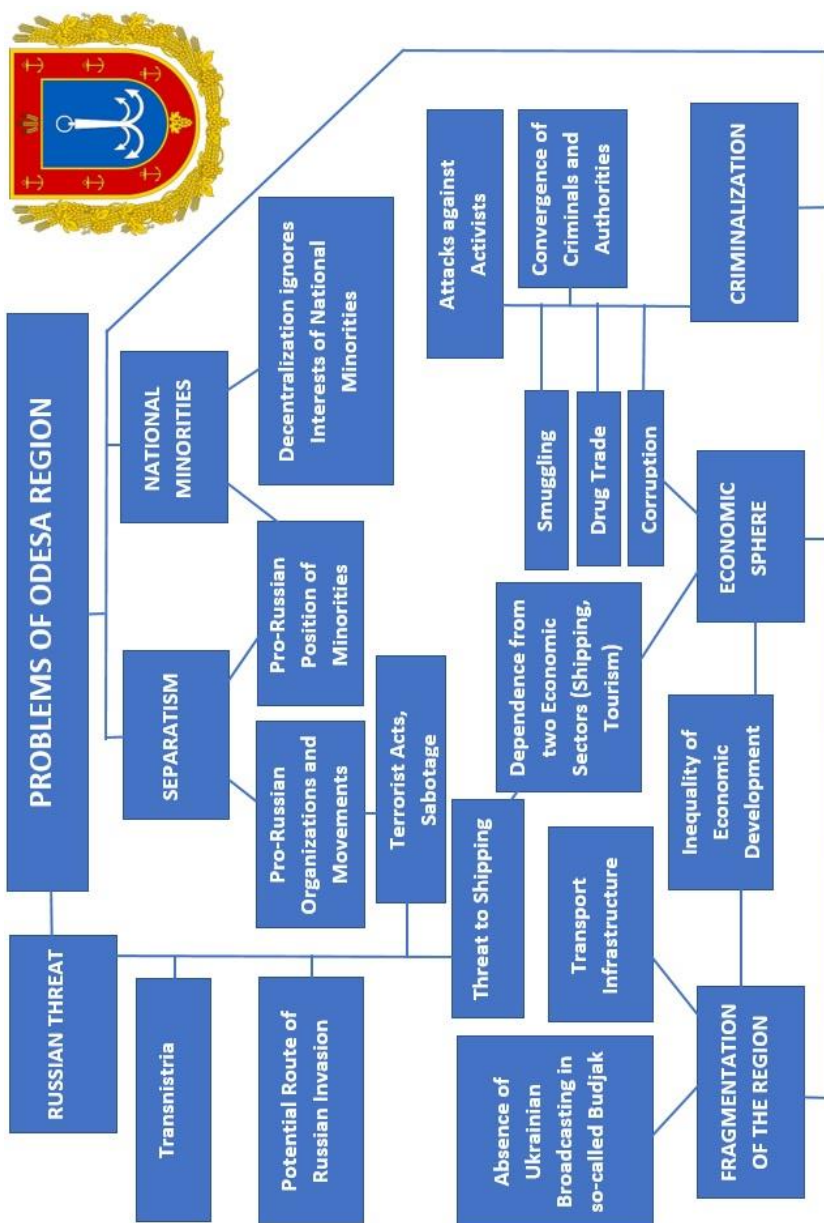 PROBLEMS OF ODESA REGION
RUSSIAN THREAT
SEPARATISM
NATIONAL
MINORITIES
Transnistria
Potential Route of
Russian Invasion
Pro-Russian
Organizations and
Movements
Pro-Russian
Position of
Minorities
Decentralization ignores
Interests of National
Minorities
Terrorist Acts,
Sabotage
Threat to Shipping
Dependence from
two Economic
Sectors (Shipping,
Tourism)
Attacks against
Activists
Convergence of
Criminals and
Authorities
Smuggling
Drug Trade
Corruption
Absence of
Ukrainian
Broadcasting in
so-called Budjak
Transport
Infrastructure
Inequality of
Economic
Development
FRAGMENTATION
OF THE REGION
ECONOMIC
SPHERE
CRIMINALIZATION